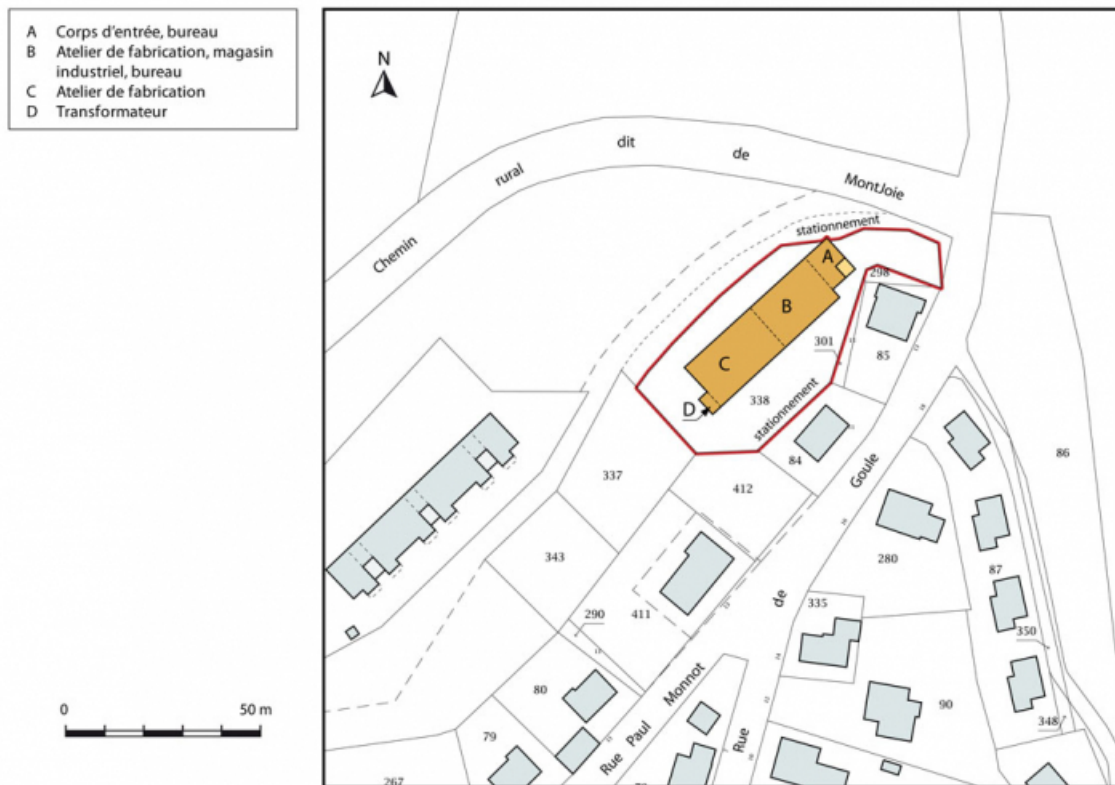 A Corps d'entrée, bureau
B Atelier de fabrication, magasin
industriel, bureau
C Atelier de fabrication
D Transformateur
N
Chemin rural dit de MontJoie
stationnement
A
298
B
301
85
C
338
stationnement
D
84
86
337
412
Goule
280
343
87
de
335
290
411
350
80
Rue Paul Monnot
90
348
79
Rue
267
0 50 m